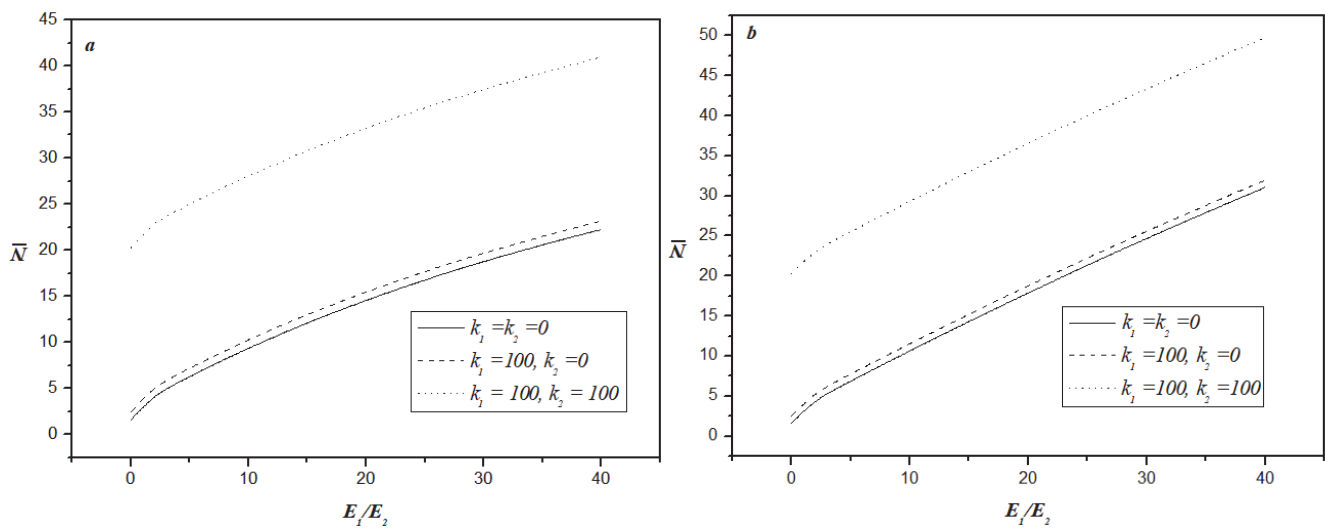 a
45
40
35
30
25
20
15
10
5
0
N̅
0 10 20 30 40
E₁/E₂
k₁ =k₂ =0
k₁ =100, k₂ =0
k₁ = 100, k₂ = 100
b
50
45
40
35
30
25
20
15
10
5
0
N̅
0 10 20 30 40
E₁/E₂
k₁ =k₂ =0
k₁ =100, k₂ =0
k₁ =100, k₂ =100